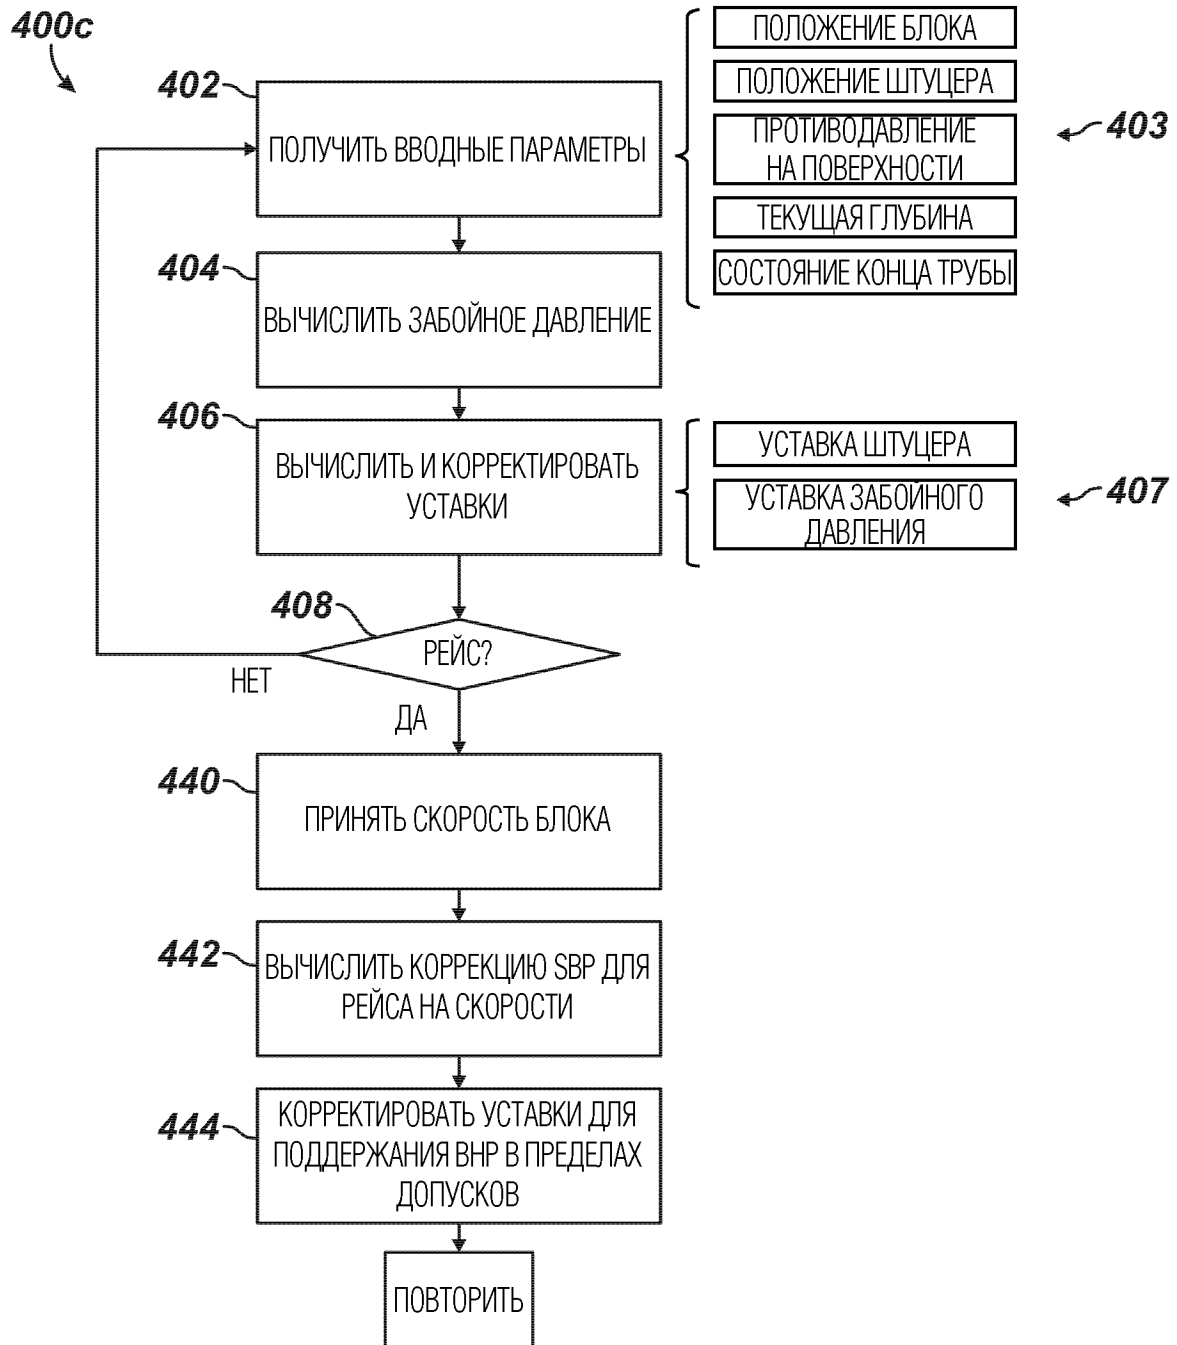 400c
402
ПОЛУЧИТЬ ВВОДНЫЕ ПАРАМЕТРЫ
ПОЛОЖЕНИЕ БЛОКА
ПОЛОЖЕНИЕ ШТУЦЕРА
ПРОТИВОДАВЛЕНИЕ
НА ПОВЕРХНОСТИ
ТЕКУЩАЯ ГЛУБИНА
СОСТОЯНИЕ КОНЦА ТРУБЫ
403
404
ВЫЧИСЛИТЬ ЗАБОЙНОЕ ДАВЛЕНИЕ
406
ВЫЧИСЛИТЬ И КОРРЕКТИРОВАТЬ
УСТАВКИ
УСТАВКА ШТУЦЕРА
УСТАВКА ЗАБОЙНОГО
ДАВЛЕНИЯ
407
408
РЕЙС?
НЕТ
ДА
440
ПРИНЯТЬ СКОРОСТЬ БЛОКА
442
ВЫЧИСЛИТЬ КОРРЕКЦИЮ SBP ДЛЯ
РЕЙСА НА СКОРОСТИ
444
КОРРЕКТИРОВАТЬ УСТАВКИ ДЛЯ
ПОДДЕРЖАНИЯ BHP В ПРЕДЕЛАХ
ДОПУСКОВ
ПОВТОРИТЬ